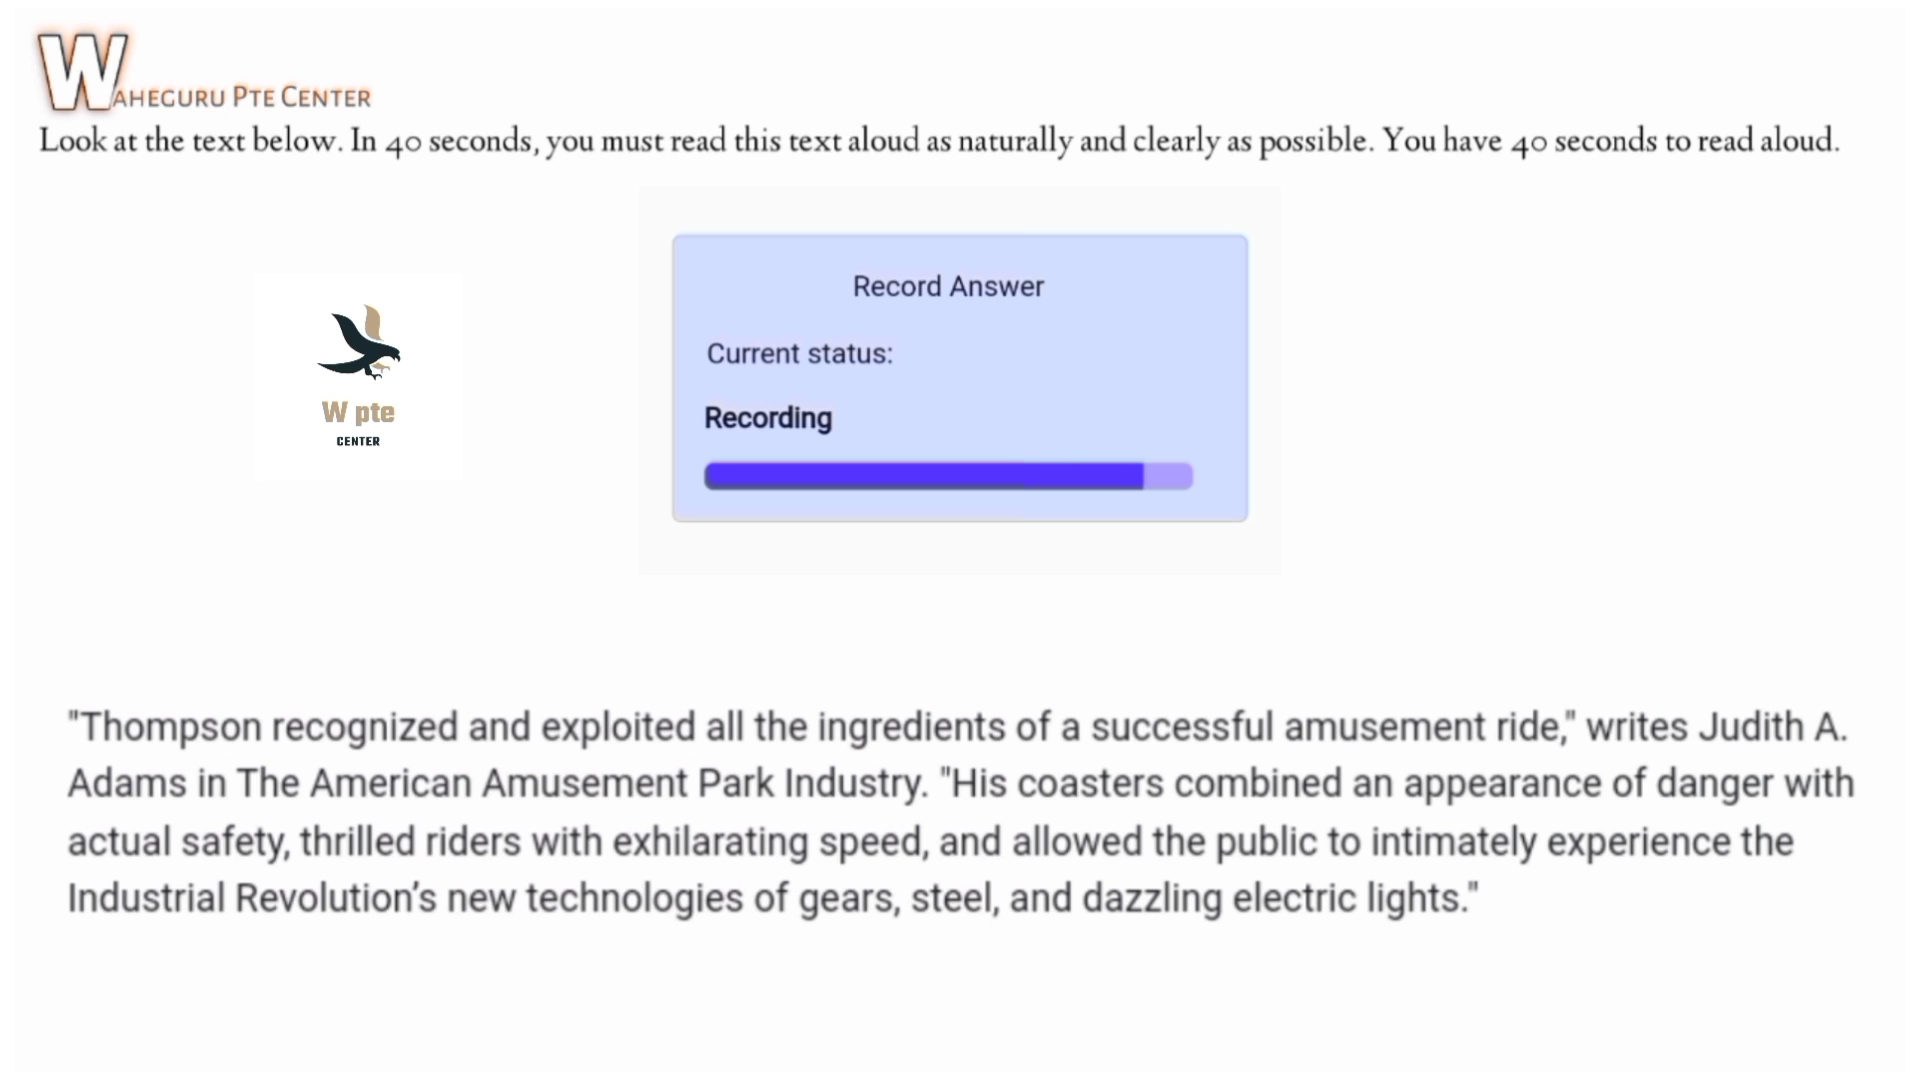 WAHEGURU PTE CENTER
Look at the text below. In 40 seconds, you must read this text aloud as naturally and clearly as possible. You have 40 seconds to read aloud.
Record Answer
Current status:
Recording
W pte
CENTER
"Thompson recognized and exploited all the ingredients of a successful amusement ride," writes Judith A.
Adams in The American Amusement Park Industry. "His coasters combined an appearance of danger with
actual safety, thrilled riders with exhilarating speed, and allowed the public to intimately experience the
Industrial Revolution’s new technologies of gears, steel, and dazzling electric lights."